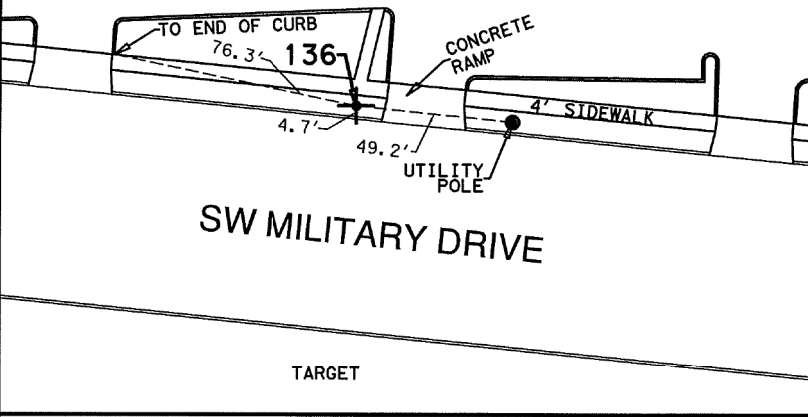 TO END OF CURB
76.3'
136
CONCRETE
RAMP
4' SIDEWALK
4.7'
49.2'
UTILITY
POLE
SW MILITARY DRIVE
TARGET